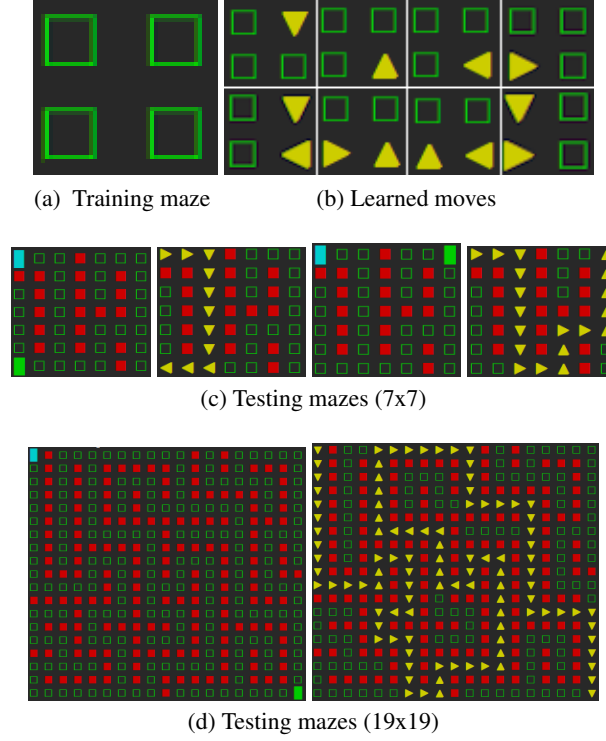 (a) Training maze
(b) Learned moves
(c) Testing mazes (7x7)
(d) Testing mazes (19x19)